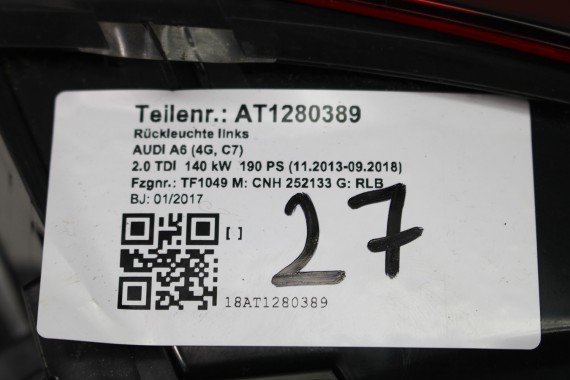 Teilenr.: AT1280389
Rückleuchte links
AUDI A6 (4G, C7)
2.0 TDI 140 kW 190 PS (11.2013-09.2018)
Fzgnr.: TF1049 M: CNH 252133 G: RLB
BJ: 01/2017
[ ]
27
18AT1280389